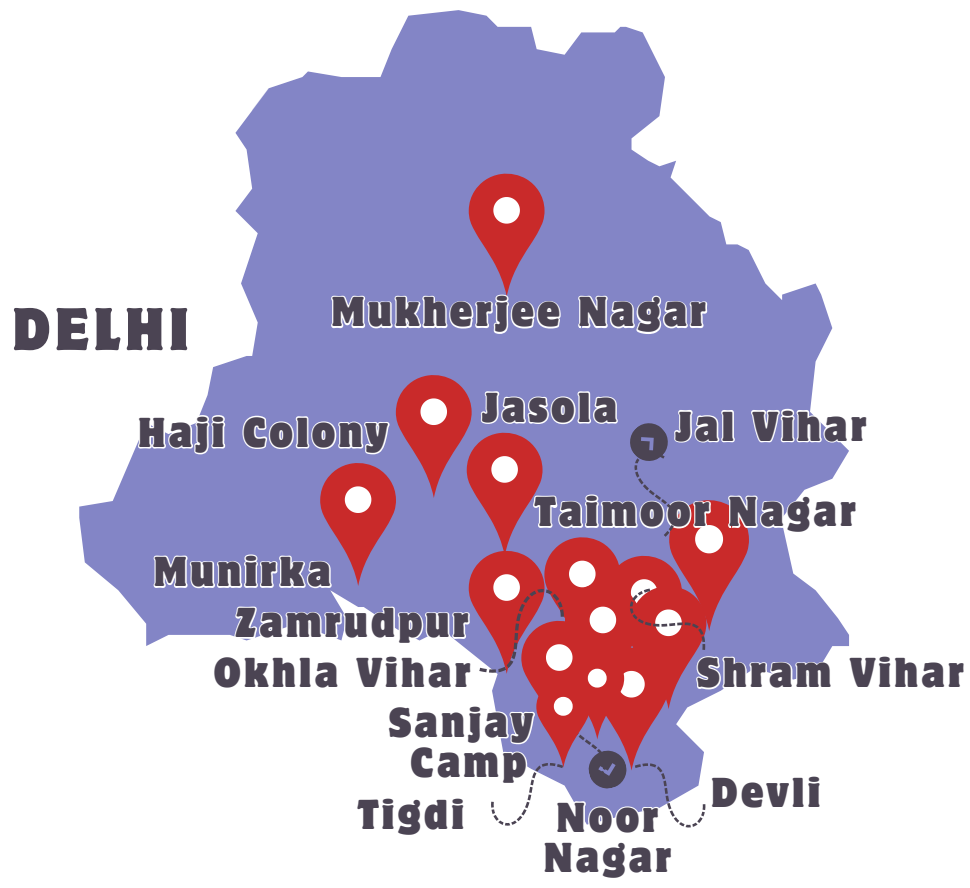 Mukherjee Nagar
DELHI
Jasola
Haji Colony
Jal Vihar
Taimoor Nagar
Munirka
Zamrudpur
Okhla Vihar
Shram Vihar
Sanjay
Camp
Devli
Tigdi
Noor
Nagar